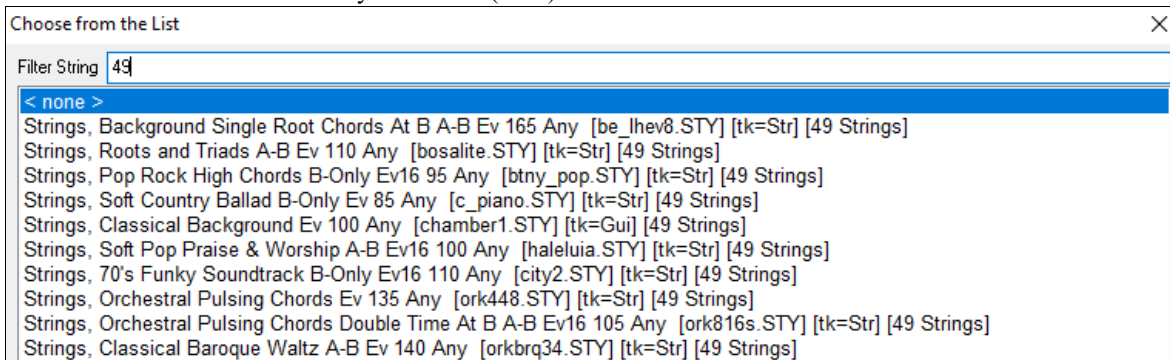 Choose from the List
Filter String 49
< none >
Strings, Background Single Root Chords At B A-B Ev 165 Any [be_lhev8.STY] [tk=Str] [49 Strings]
Strings, Roots and Triads A-B Ev 110 Any [bosalite.STY] [tk=Str] [49 Strings]
Strings, Pop Rock High Chords B-Only Ev16 95 Any [btny_pop.STY] [tk=Str] [49 Strings]
Strings, Soft Country Ballad B-Only Ev 85 Any [c_piano.STY] [tk=Str] [49 Strings]
Strings, Classical Background Ev 100 Any [chamber1.STY] [tk=Gui] [49 Strings]
Strings, Soft Pop Praise & Worship A-B Ev16 100 Any [haleluia.STY] [tk=Str] [49 Strings]
Strings, 70's Funky Soundtrack B-Only Ev16 110 Any [city2.STY] [tk=Str] [49 Strings]
Strings, Orchestral Pulsing Chords Ev 135 Any [ork448.STY] [tk=Str] [49 Strings]
Strings, Orchestral Pulsing Chords Double Time At B A-B Ev16 105 Any [ork816s.STY] [tk=Str] [49 Strings]
Strings, Classical Baroque Waltz A-B Ev 140 Any [orkbrq34.STY] [tk=Str] [49 Strings]